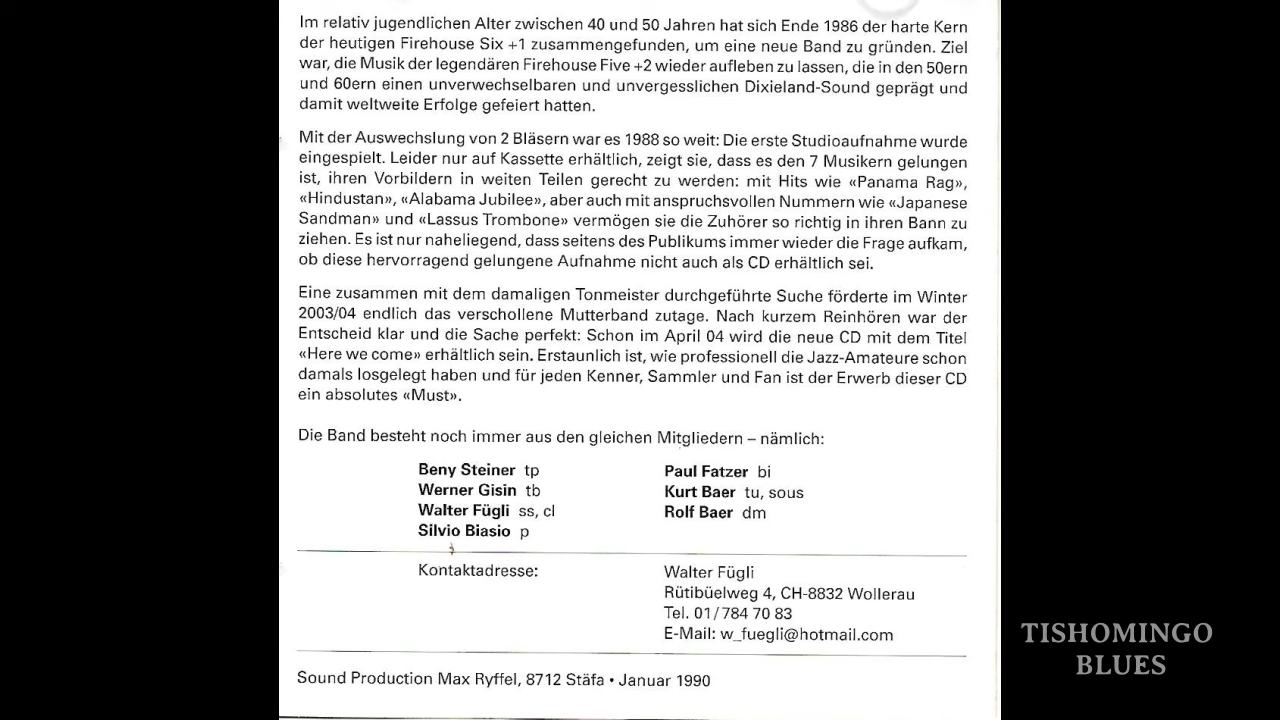 Im relativ jugendlichen Alter zwischen 40 und 50 Jahren hat sich Ende 1986 der harte Kern
der heutigen Firehouse Six +1 zusammengefunden, um eine neue Band zu gründen. Ziel
war, die Musik der legendären Firehouse Five +2 wieder aufleben zu lassen, die in den 50ern
und 60ern einen unverwechselbaren und unvergesslichen Dixieland-Sound geprägt und
damit weltweite Erfolge gefeiert hatten.
Mit der Auswechslung von 2 Bläsern war es 1988 so weit: Die erste Studioaufnahme wurde
eingespielt. Leider nur auf Kassette erhältlich, zeigt sie, dass es den 7 Musikern gelungen
ist, ihren Vorbildern in weiten Teilen gerecht zu werden: mit Hits wie «Panama Rag»,
«Hindustan», «Alabama Jubilee», aber auch mit anspruchsvollen Nummern wie «Japanese
Sandman» und «Lassus Trombone» vermögen sie die Zuhörer so richtig in ihren Bann zu
ziehen. Es ist nur naheliegend, dass seitens des Publikums immer wieder die Frage aufkam,
ob diese hervorragend gelungene Aufnahme nicht auch als CD erhältlich sei.
Eine zusammen mit dem damaligen Tonmeister durchgeführte Suche förderte im Winter
2003/04 endlich das verschollene Mutterband zutage. Nach kurzem Reinhören war der
Entscheid klar und die Sache perfekt: Schon im April 04 wird die neue CD mit dem Titel
«Here we come» erhältlich sein. Erstaunlich ist, wie professionell die Jazz-Amateure schon
damals losgelegt haben und für jeden Kenner, Sammler und Fan ist der Erwerb dieser CD
ein absolutes «Must».
Die Band besteht noch immer aus den gleichen Mitgliedern – nämlich:
Beny Steiner tp
Werner Gisin tb
Walter Fügli ss, cl
Silvio Biasio p
Paul Fatzer bj
Kurt Baer tu, sous
Rolf Baer dm
Kontaktadresse:
Walter Fügli
Rütibüelweg 4, CH-8832 Wollerau
Tel. 01/784 70 83
E-Mail: w_fuegli@hotmail.com
Sound Production Max Ryffel, 8712 Stäfa • Januar 1990
TISHOMINGO
BLUES